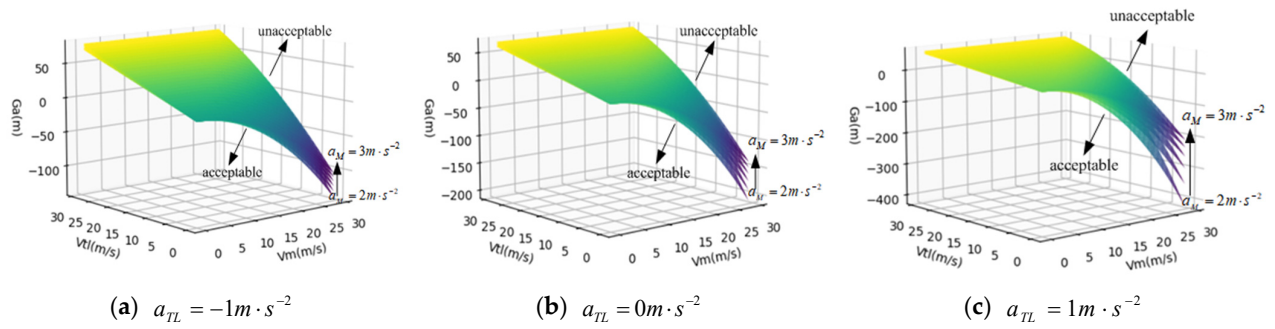 unacceptable
50
0
−50
−100
Ga(m)
acceptable
a_M = 3m · s⁻²
a_M = 2m · s⁻²
30 25 20 15 10 5 0
Vtl(m/s)
0 5 10 15 20 25 30
Vm(m/s)
(a) a_TL = −1m · s⁻²
unacceptable
50
0
−50
−100
−150
−200
Ga(m)
acceptable
a_M = 3m · s⁻²
a_M = 2m · s⁻²
30 25 20 15 10 5 0
Vtl(m/s)
0 5 10 15 20 25 30
Vm(m/s)
(b) a_TL = 0m · s⁻²
unacceptable
0
−100
−200
−300
−400
Ga(m)
acceptable
a_M = 3m · s⁻²
a_M = 2m · s⁻²
30 25 20 15 10 5 0
Vtl(m/s)
0 5 10 15 20 25 30
Vm(m/s)
(c) a_TL = 1m · s⁻²